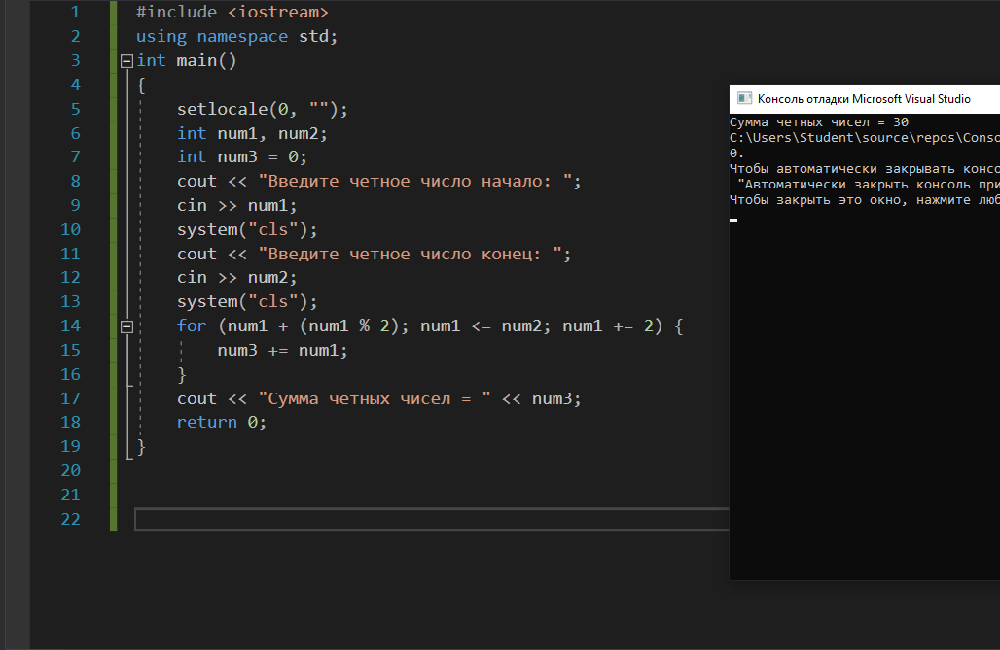 1 #include <iostream>
2 using namespace std;
3 int main()
4 {
5 setlocale(0, "");
6 int num1, num2;
7 int num3 = 0;
8 cout << "Введите четное число начало: ";
9 cin >> num1;
10 system("cls");
11 cout << "Введите четное число конец: ";
12 cin >> num2;
13 system("cls");
14 for (num1 + (num1 % 2); num1 <= num2; num1 += 2) {
15 num3 += num1;
16 }
17 cout << "Сумма четных чисел = " << num3;
18 return 0;
19 }
20
21
22
Консоль отладки Microsoft Visual Studio
Сумма четных чисел = 30
C:\Users\Student\source\repos\Conso
0.
Чтобы автоматически закрывать консо
"Автоматически закрыть консоль при
Чтобы закрыть это окно, нажмите люб